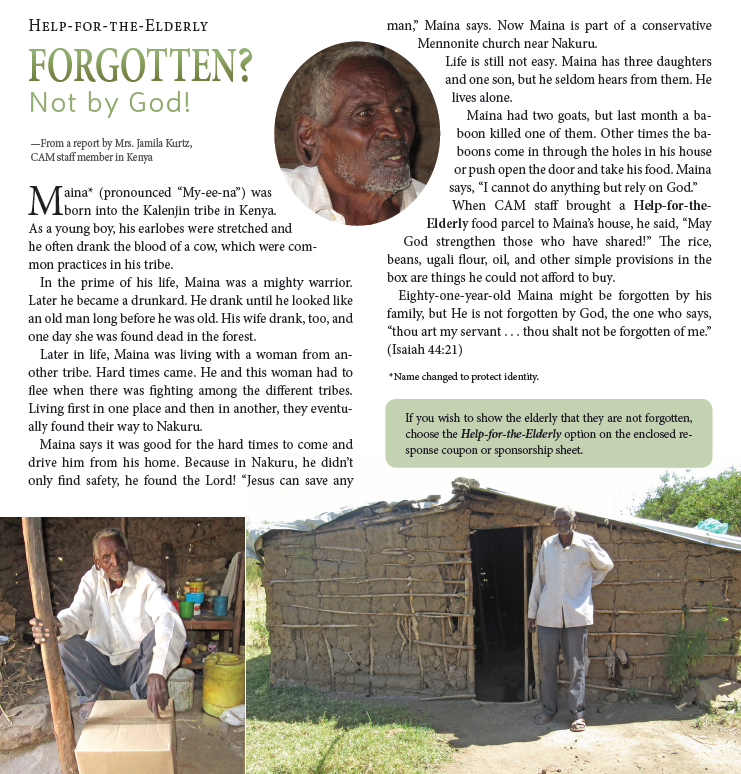 Help-for-the-Elderly
FORGOTTEN?
Not by God!
—From a report by Mrs. Jamila Kurtz,
CAM staff member in Kenya
Maina* (pronounced “My-ee-na”) was
born into the Kalenjin tribe in Kenya.
As a young boy, his earlobes were stretched and
he often drank the blood of a cow, which were com-
mon practices in his tribe.
In the prime of his life, Maina was a mighty warrior.
Later he became a drunkard. He drank until he looked like
an old man long before he was old. His wife drank, too, and
one day she was found dead in the forest.
Later in life, Maina was living with a woman from an-
other tribe. Hard times came. He and this woman had to
flee when there was fighting among the different tribes.
Living first in one place and then in another, they eventu-
ally found their way to Nakuru.
Maina says it was good for the hard times to come and
drive him from his home. Because in Nakuru, he didn’t
only find safety, he found the Lord! “Jesus can save any
man,” Maina says. Now Maina is part of a conservative
Mennonite church near Nakuru.
Life is still not easy. Maina has three daughters
and one son, but he seldom hears from them. He
lives alone.
Maina had two goats, but last month a ba-
boon killed one of them. Other times the ba-
boons come in through the holes in his house
or push open the door and take his food. Maina
says, “I cannot do anything but rely on God.”
When CAM staff brought a Help-for-the-
Elderly food parcel to Maina’s house, he said, “May
God strengthen those who have shared!” The rice,
beans, ugali flour, oil, and other simple provisions in the
box are things he could not afford to buy.
Eighty-one-year-old Maina might be forgotten by his
family, but He is not forgotten by God, the one who says,
“thou art my servant . . . thou shalt not be forgotten of me.”
(Isaiah 44:21)
*Name changed to protect identity.
If you wish to show the elderly that they are not forgotten,
choose the Help-for-the-Elderly option on the enclosed re-
sponse coupon or sponsorship sheet.